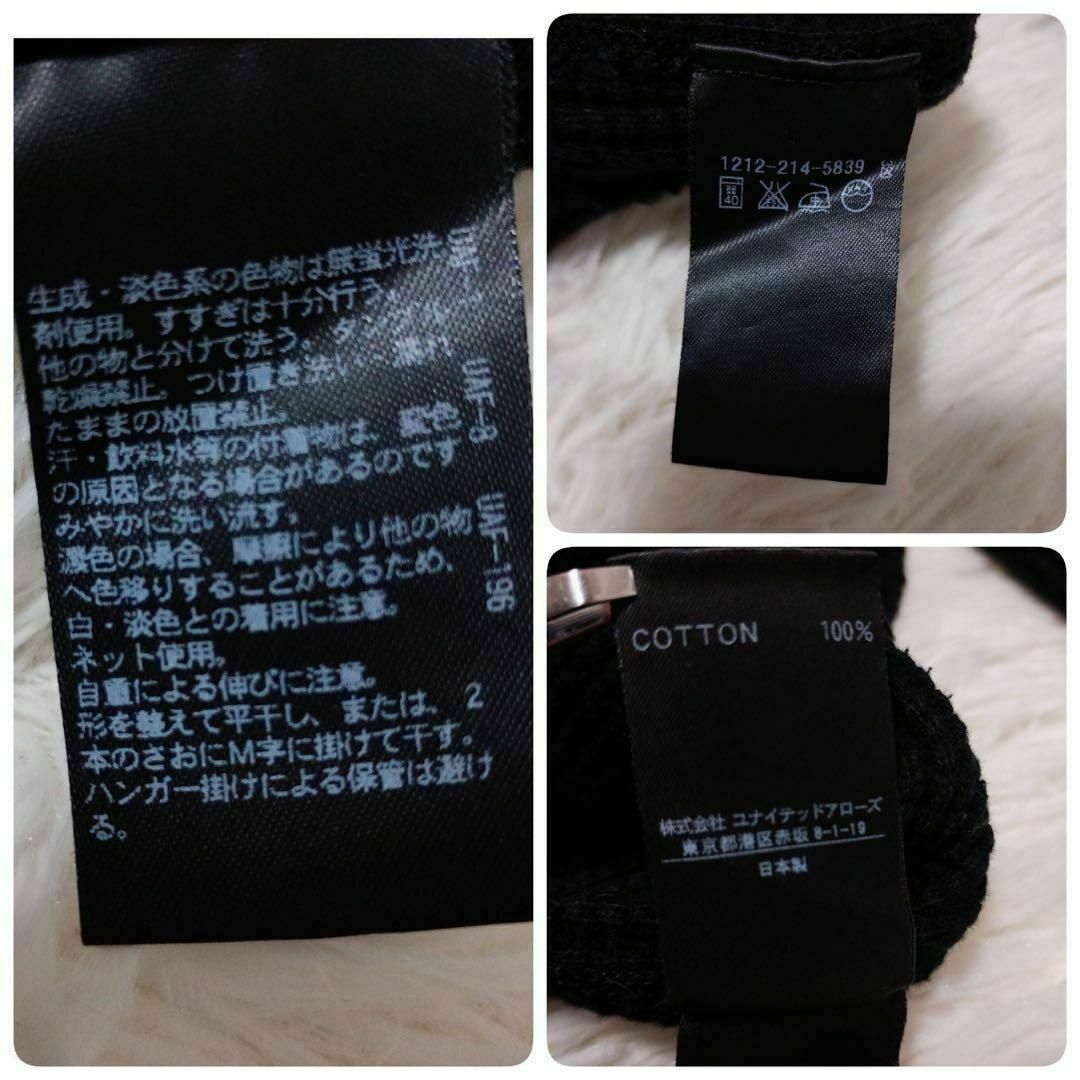 生成・淡色系の色物は無蛍光洗
剤使用。すすぎは十分行う。
他の物と分けて洗う。タンブル
乾燥禁止。つけ置き洗い、濡れ
たままの放置禁止。
汗・飲料水等の付着物は、変色
の原因となる場合があるのです
みやかに洗い流す。
濃色の場合、摩擦により他の物
へ色移りすることがあるため、
白・淡色との着用に注意。
ネット使用。
自重による伸びに注意。
形を整えて平干し、または、2
本のさおにM字に掛けて干す。
ハンガー掛けによる保管は避け
る。
UAF-3
UAF-196
1212-214-5839
40
中
COTTON 100%
株式会社 ユナイテッドアローズ
東京都港区赤坂 8-1-19
日本製